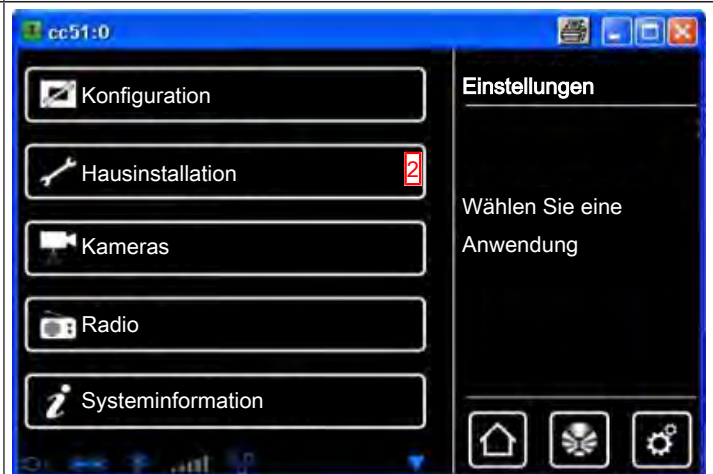 cc51:0
Konfiguration
Hausinstallation 2
Kameras
Radio
Systeminformation
Einstellungen
Wählen Sie eine
Anwendung